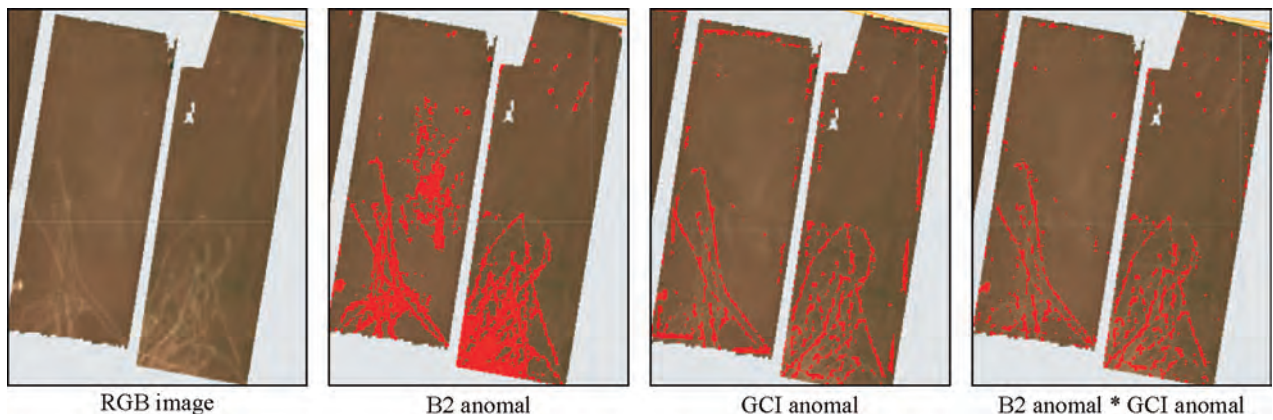 RGB image
B2 anomal
GCI anomal
B2 anomal * GCI anomal